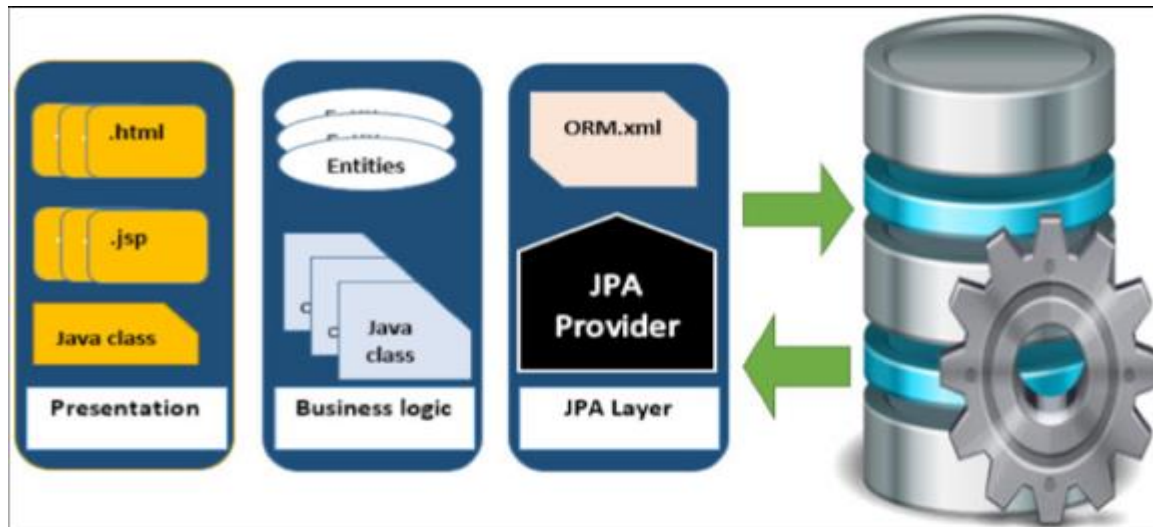 .html
.jsp
Java class
Presentation
Entities
Java
class
Business logic
ORM.xml
JPA
Provider
JPA Layer